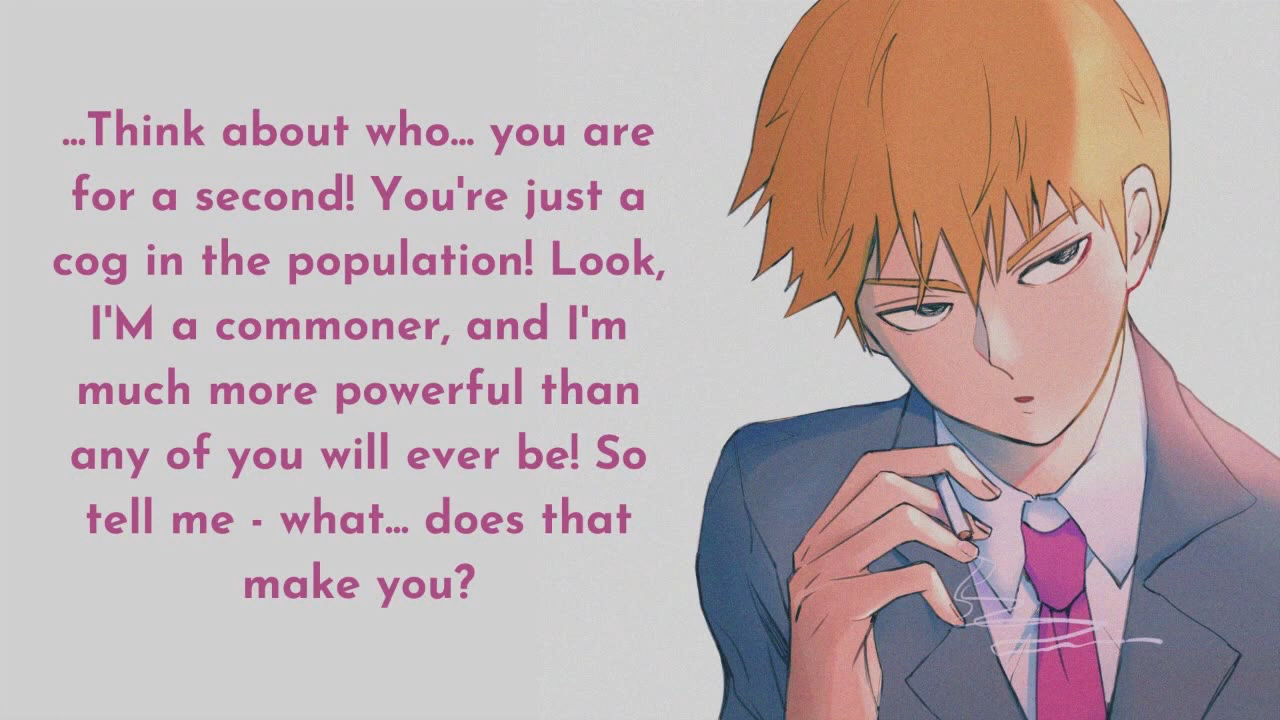 ...Think about who... you are
for a second! You're just a
cog in the population! Look,
I'M a commoner, and I'm
much more powerful than
any of you will ever be! So
tell me - what... does that
make you?